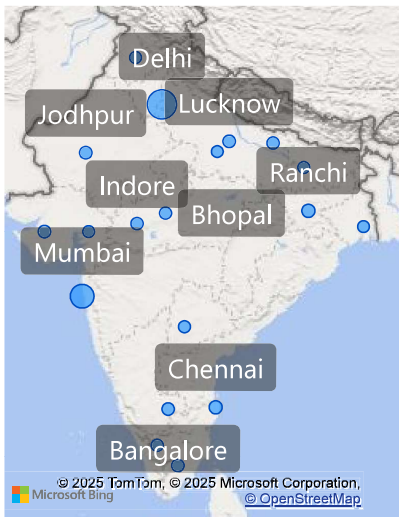 Delhi
Lucknow
Jodhpur
Ranchi
Indore
Bhopal
Mumbai
Chennai
Bangalore
© 2025 TomTom, © 2025 Microsoft Corporation,
Microsoft Bing
© OpenStreetMap